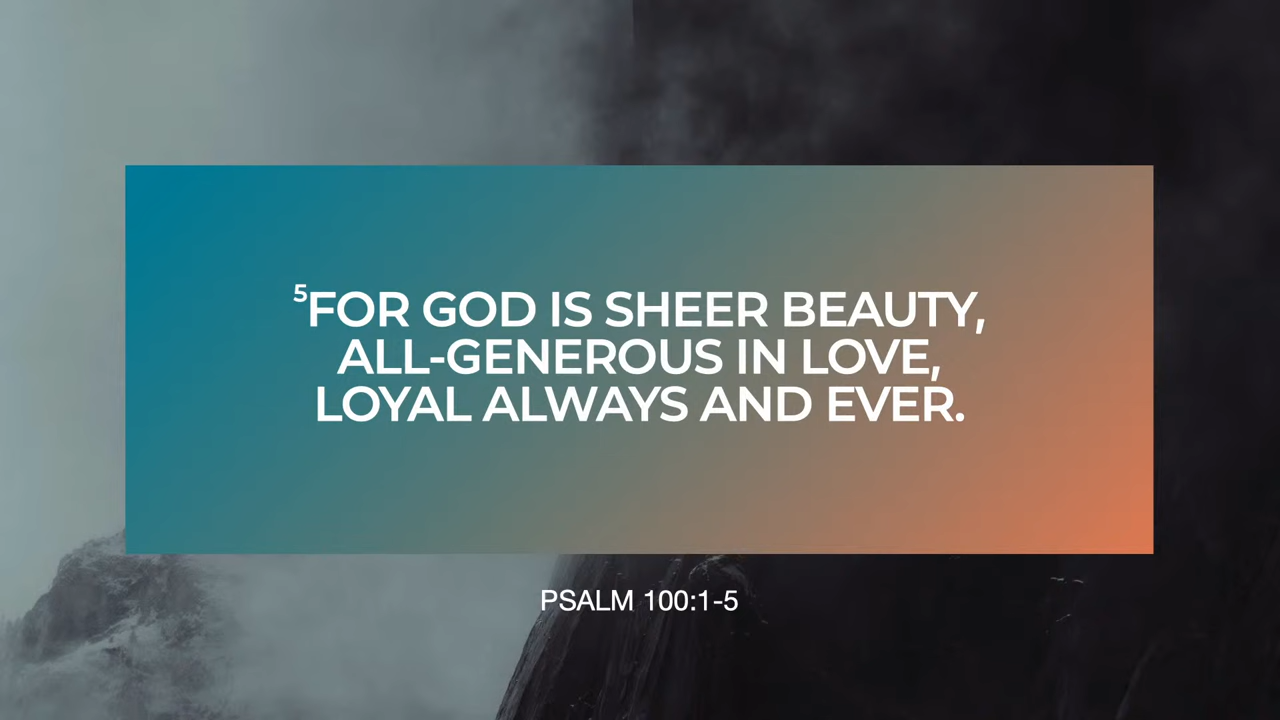 ⁵FOR GOD IS SHEER BEAUTY,
ALL-GENEROUS IN LOVE,
LOYAL ALWAYS AND EVER.
PSALM 100:1-5